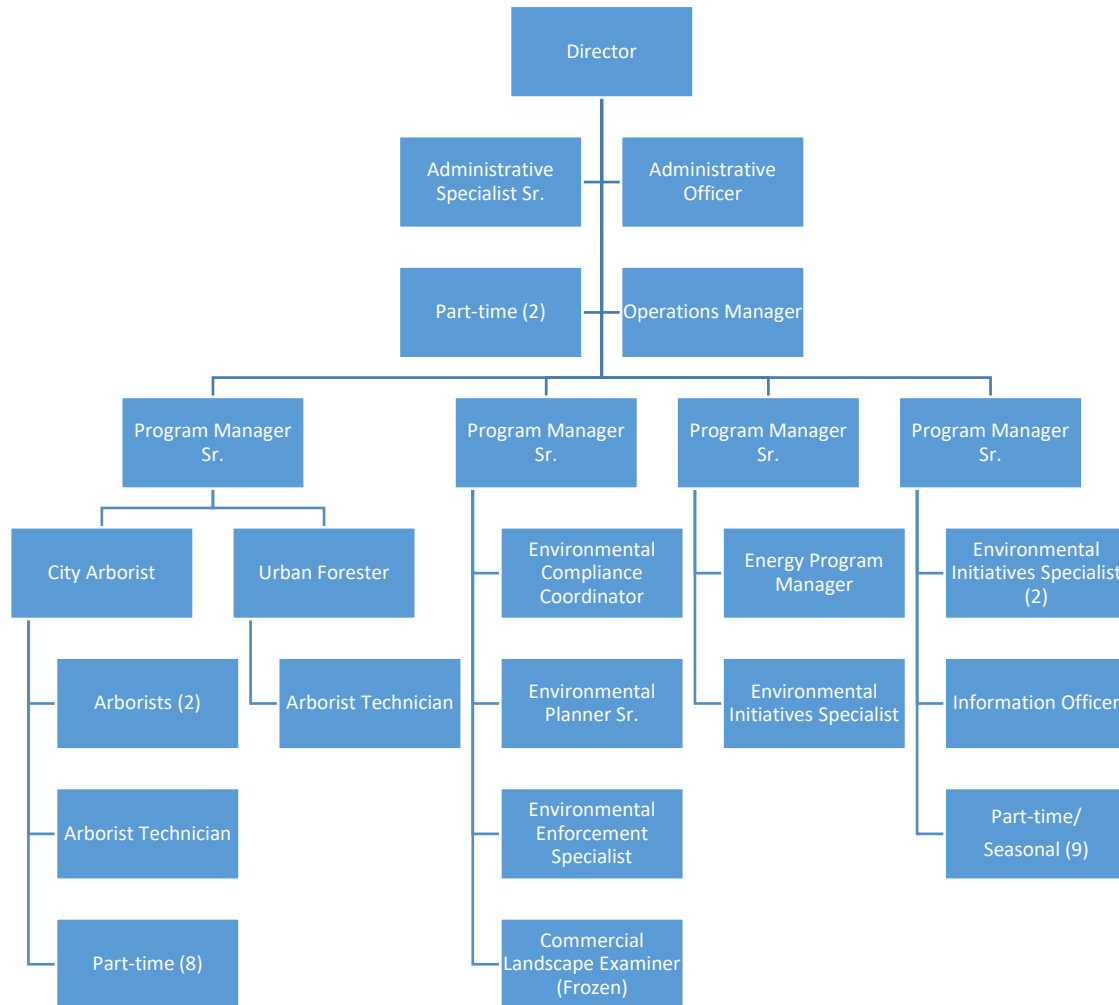 Director
Administrative
Specialist Sr.
Administrative
Officer
Part-time (2)
Operations Manager
Program Manager
Sr.
Program Manager
Sr.
Program Manager
Sr.
Program Manager
Sr.
City Arborist
Urban Forester
Environmental
Compliance
Coordinator
Energy Program
Manager
Environmental
Initiatives Specialist
(2)
Arborists (2)
Arborist Technician
Environmental
Planner Sr.
Environmental
Initiatives Specialist
Information Officer
Arborist Technician
Environmental
Enforcement
Specialist
Part-time/
Seasonal (9)
Part-time (8)
Commercial
Landscape Examiner
(Frozen)